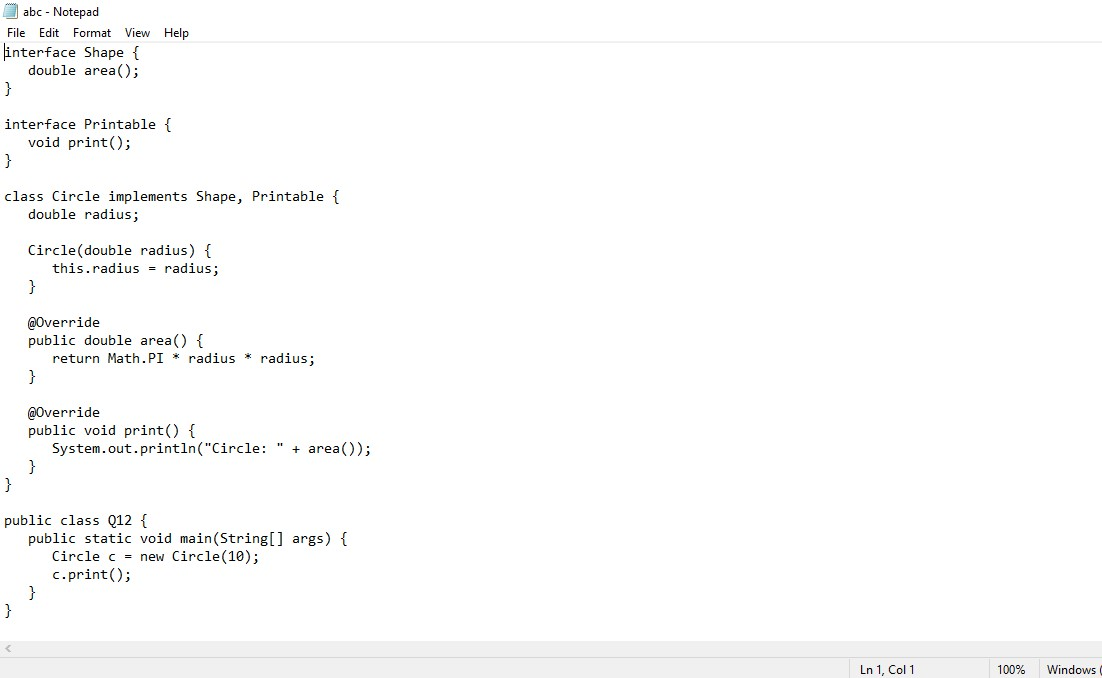 abc - Notepad
File Edit Format View Help
interface Shape {
   double area();
}

interface Printable {
   void print();
}

class Circle implements Shape, Printable {
   double radius;

   Circle(double radius) {
      this.radius = radius;
   }

   @Override
   public double area() {
      return Math.PI * radius * radius;
   }

   @Override
   public void print() {
      System.out.println("Circle: " + area());
   }
}

public class Q12 {
   public static void main(String[] args) {
      Circle c = new Circle(10);
      c.print();
   }
}
Ln 1, Col 1 100% Windows (